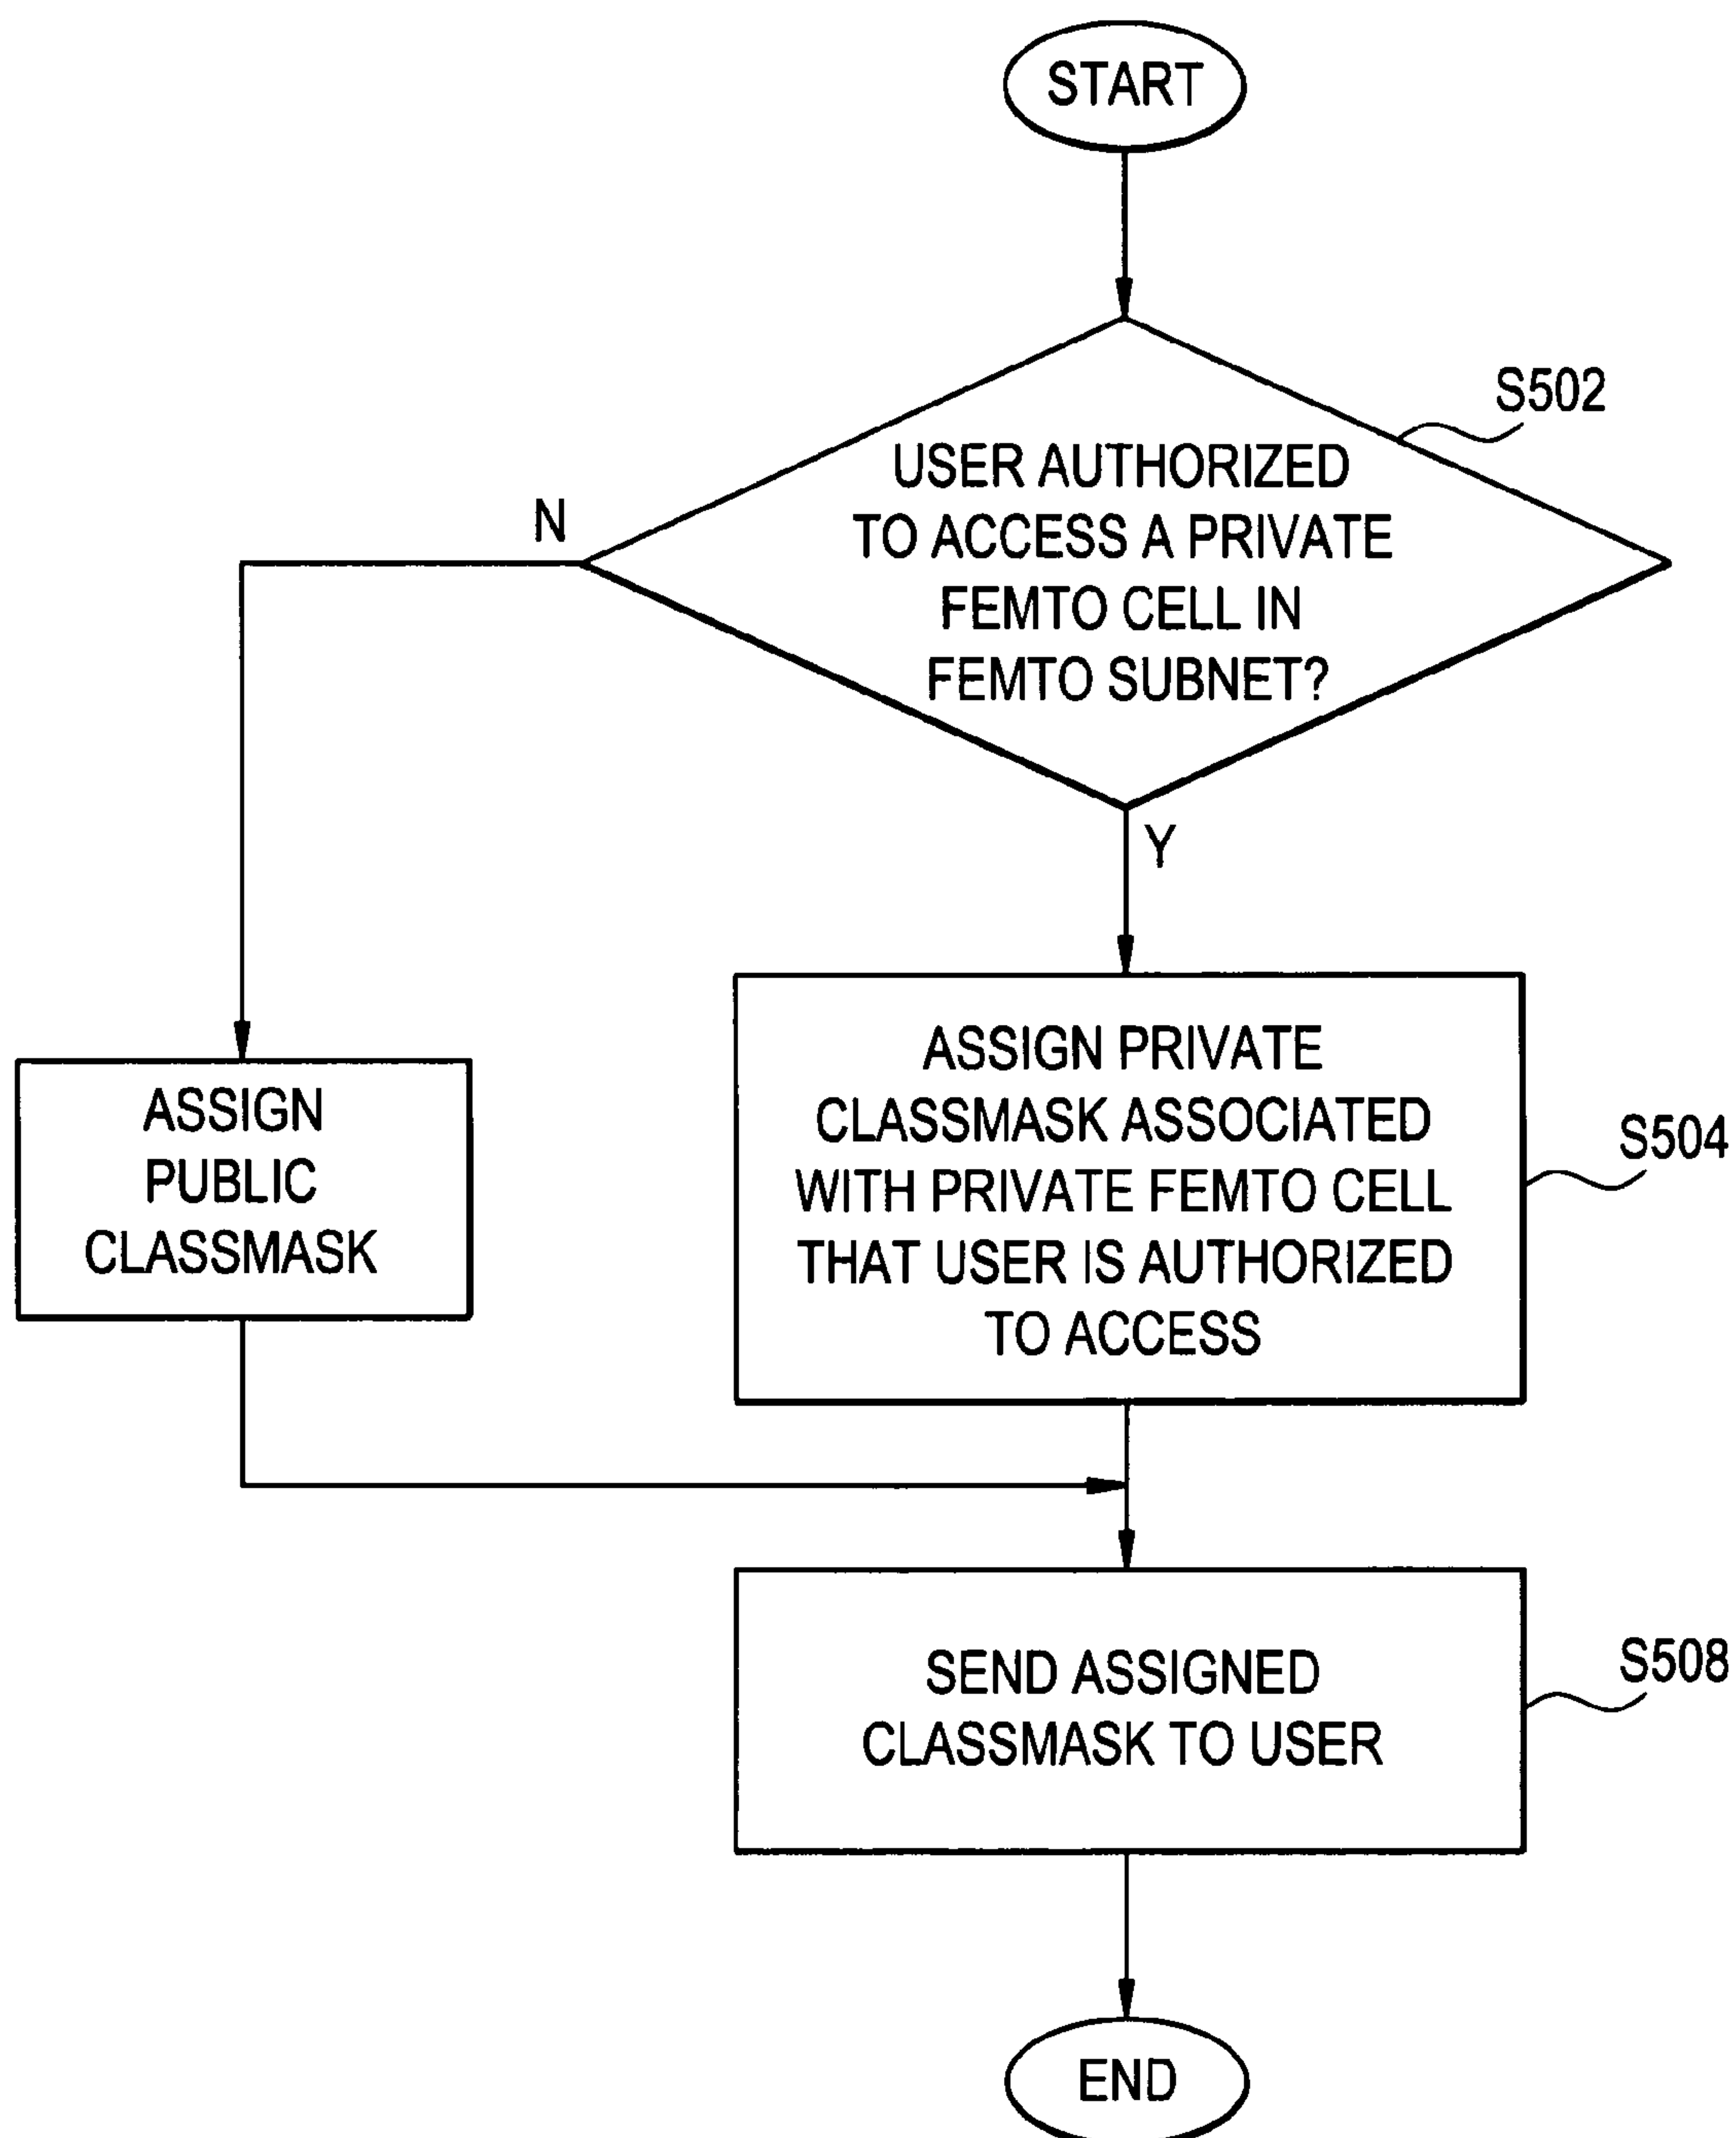 START
S502
USER AUTHORIZED
TO ACCESS A PRIVATE
FEMTO CELL IN
FEMTO SUBNET?
N
Y
ASSIGN
PUBLIC
CLASSMASK
ASSIGN PRIVATE
CLASSMASK ASSOCIATED
WITH PRIVATE FEMTO CELL
THAT USER IS AUTHORIZED
TO ACCESS
S504
SEND ASSIGNED
CLASSMASK TO USER
S508
END